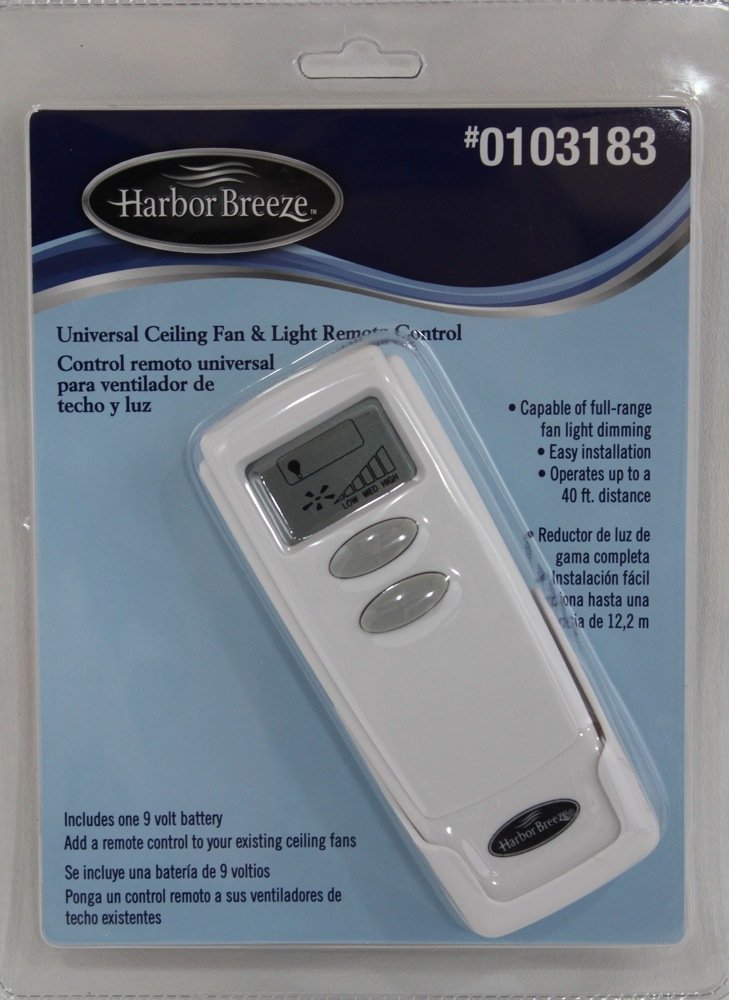 #0103183
Harbor Breeze™
Universal Ceiling Fan & Light Remote Control
Control remoto universal
para ventilador de
techo y luz
• Capable of full-range
fan light dimming
• Easy installation
• Operates up to a
40 ft. distance
LOW MED HIGH
• Reductor de luz de
gama completa
Instalación fácil
hasta una
de 12,2 m
Includes one 9 volt battery
Add a remote control to your existing ceiling fans
Se incluye una batería de 9 voltios
Ponga un control remoto a sus ventiladores de
techo existentes
Harbor Breeze